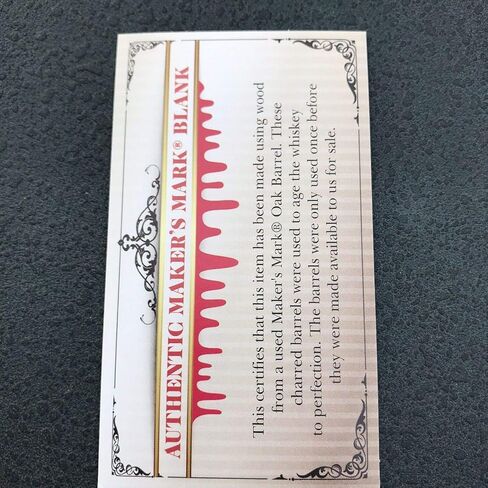 AUTHENTIC MAKER'S MARK® BLANK
This certifies that this item has been made using wood
from a used Maker's Mark® Oak Barrel. These
charred barrels were used to age the whiskey
to perfection. The barrels were only used once before
they were made available to us for sale.